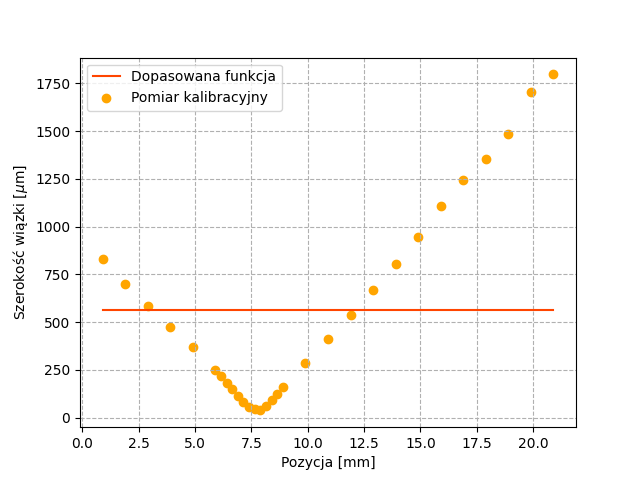 Dopasowana funkcja
Pomiar kalibracyjny
Szerokość wiązki [μm]
1750
1500
1250
1000
750
500
250
0
0.0 2.5 5.0 7.5 10.0 12.5 15.0 17.5 20.0
Pozycja [mm]